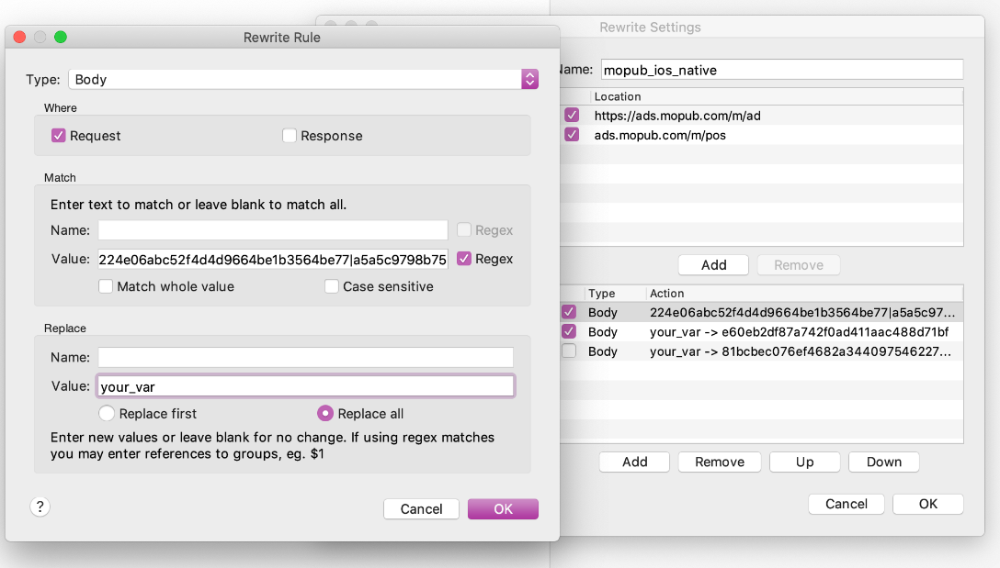 Rewrite Rule
Type: Body
Where
Request
Response
Match
Enter text to match or leave blank to match all.
Name:
Regex
Value: 224e06abc52f4d4d9664be1b3564be77|a5a5c9798b75
Regex
Match whole value
Case sensitive
Replace
Name:
Value: your_var
Replace first
Replace all
Enter new values or leave blank for no change. If using regex matches
you may enter references to groups, eg. $1
?
Cancel
OK
Rewrite Settings
Name: mopub_ios_native
Location
https://ads.mopub.com/m/ad
ads.mopub.com/m/pos
Add
Remove
Type Action
Body 224e06abc52f4d4d9664be1b3564be77|a5a5c97...
Body your_var -> e60eb2df87a742f0ad411aac488d71bf
Body your_var -> 81bcbec076ef4682a344097546227...
Add
Remove
Up
Down
Cancel
OK